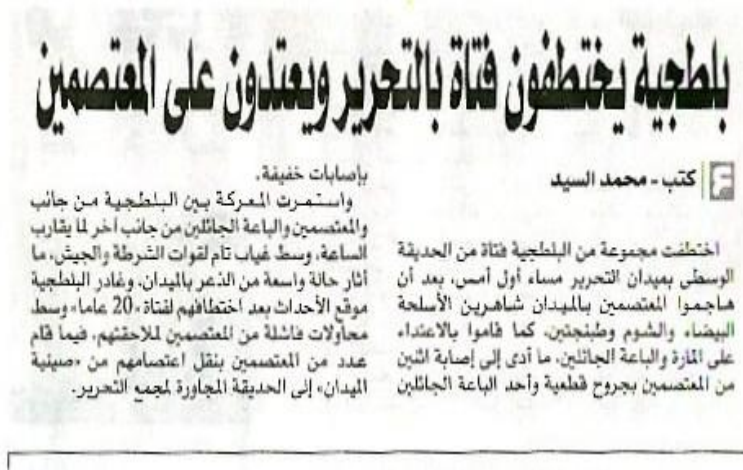 بلطجية يختطفون فتاة بالتحرير ويعتدون على المعتصمين
كتب - محمد السيد
اختطفت مجموعة من البلطجية فتاة من الحديقة
الوسطى بميدان التحرير مساء أول أمس، بعد أن
هاجموا المعتصمين بالميدان شاهرين الأسلحة
البيضاء والشوم وطبنجتين، كما قاموا بالاعتداء
على المارة والباعة الجائلين، ما أدى إلى إصابة اثنين
من المعتصمين بجروح قطعية وأحد الباعة الجائلين
بإصابات خفيفة.
واستمرت المعركة بين البلطجية من جانب
والمعتصمين والباعة الجائلين من جانب آخر لما يقارب
الساعة، وسط غياب تام لقوات الشرطة والجيش، ما
أثار حالة واسعة من الذعر بالميدان، وغادر البلطجية
موقع الأحداث بعد اختطافهم لفتاة «20 عاما» وسط
محاولات فاشلة من المعتصمين لملاحقتهم، فيما قام
عدد من المعتصمين بنقل اعتصامهم من «صينية
الميدان» إلى الحديقة المجاورة لمجمع التحرير.